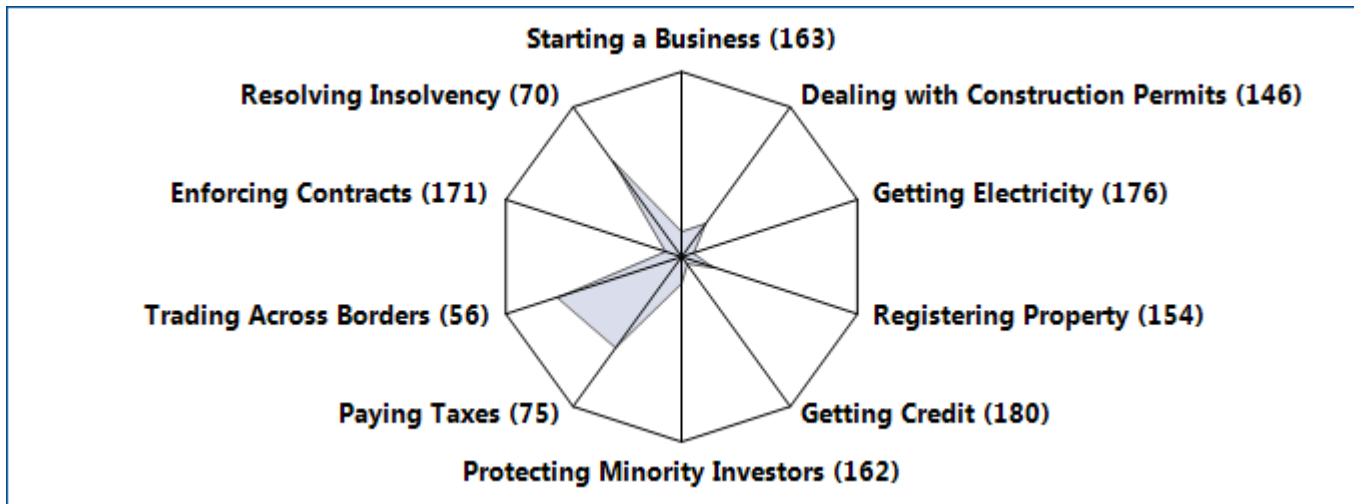 Starting a Business (163)
Resolving Insolvency (70)
Dealing with Construction Permits (146)
Enforcing Contracts (171)
Getting Electricity (176)
Trading Across Borders (56)
Registering Property (154)
Paying Taxes (75)
Getting Credit (180)
Protecting Minority Investors (162)